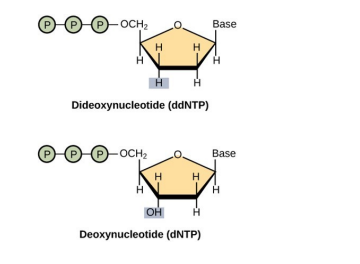 P P P OCH2 O Base
H H
H H
H H
Dideoxynucleotide (ddNTP)
P P P OCH2 O Base
H H
H H
OH H
Deoxynucleotide (dNTP)